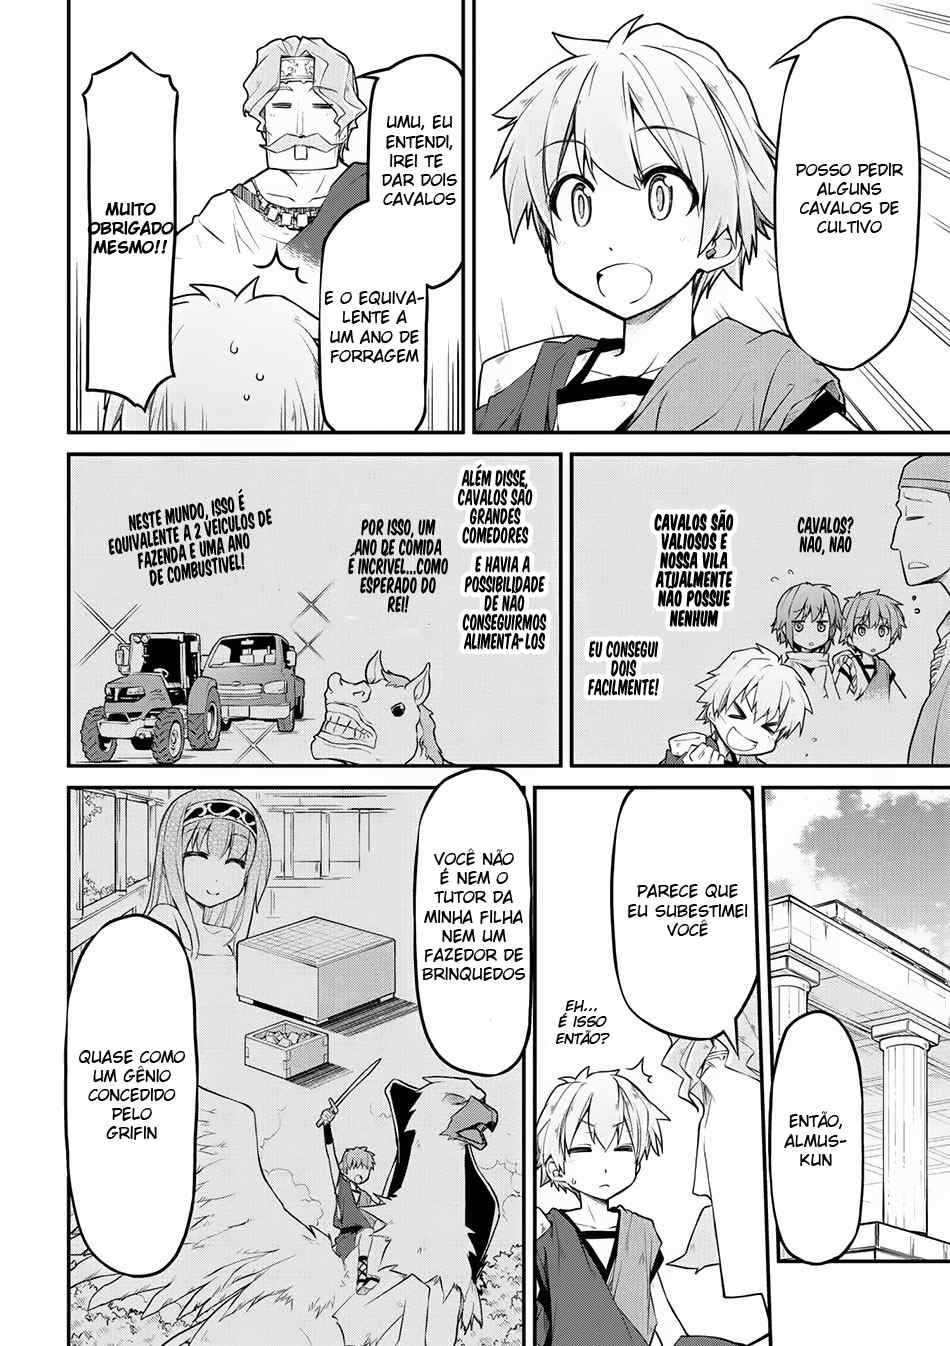 POSSO PEDIR
ALGUNS
CAVALOS DE
CULTIVO
UMU, EU
ENTENDI,
IREI TE
DAR DOIS
CAVALOS
E O EQUIVA-
LENTE A
UM ANO DE
FORRAGEM
MUITO
OBRIGADO
MESMO!!
CAVALOS?
NAO, NAO
CAVALOS SÃO
VALIOSOS E
NOSSA VILA
ATUALMENTE
NÃO POSSUE
NENHUM
EU CONSEGUI
DOIS
FACILMENTE!
ALÉM DISSE,
CAVALOS SÃO
GRANDES
COMEDORES
E HAVIA A
POSSIBILIDADE
DE NAO
CONSEGUIRMOS
ALIMENTA-LOS
POR ISSO, UM
ANO DE COMIDA
É INCRIVEL...COMO
ESPERADO DO
REI!
NESTE MUNDO, ISSO É
EQUIVALENTE A 2 VEICULOS DE
FAZENDA E UMA ANO
DE COMBUSTIVEL!
ENTÃO,
ALMUS-
KUN
PARECE QUE
EU SUBESTIMEI
VOCÊ
EH...
É ISSO
ENTÃO?
VOCÊ NÃO
É NEM O
TUTOR DA
MINHA FILHA
NEM UM
FAZEDOR DE
BRINQUEDOS
QUASE COMO
UM GÊNIO
CONCEDIDO
PELO
GRIFIN